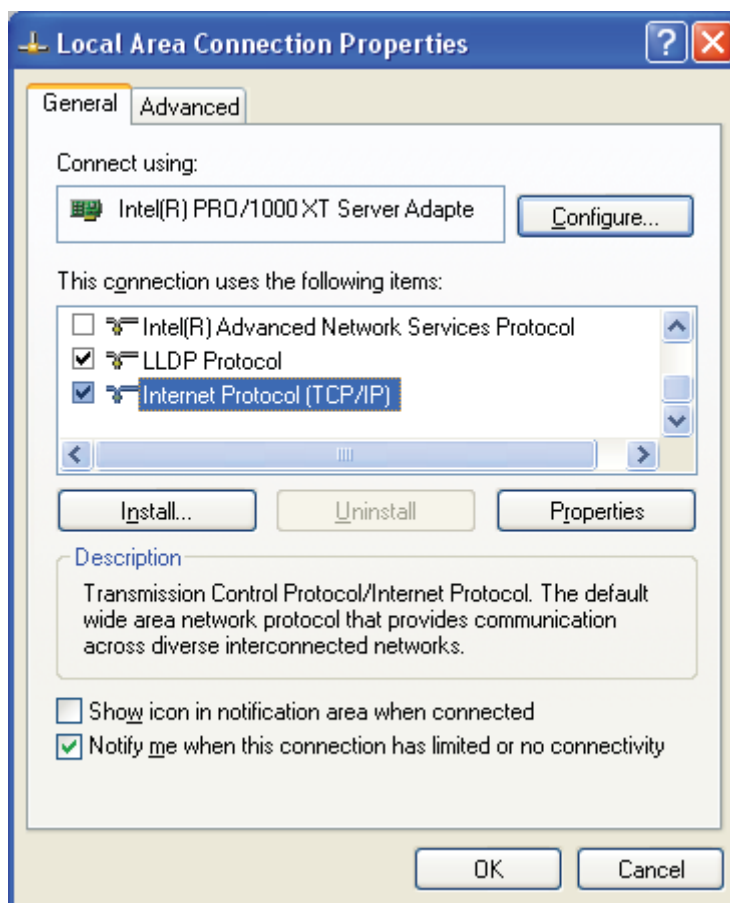 Local Area Connection Properties
General
Advanced
Connect using:
Intel(R) PRO/1000 XT Server Adapte
Configure...
This connection uses the following items:
Intel(R) Advanced Network Services Protocol
LLDP Protocol
Internet Protocol (TCP/IP)
Install...
Uninstall
Properties
Description
Transmission Control Protocol/Internet Protocol. The default
wide area network protocol that provides communication
across diverse interconnected networks.
Show icon in notification area when connected
Notify me when this connection has limited or no connectivity
OK
Cancel